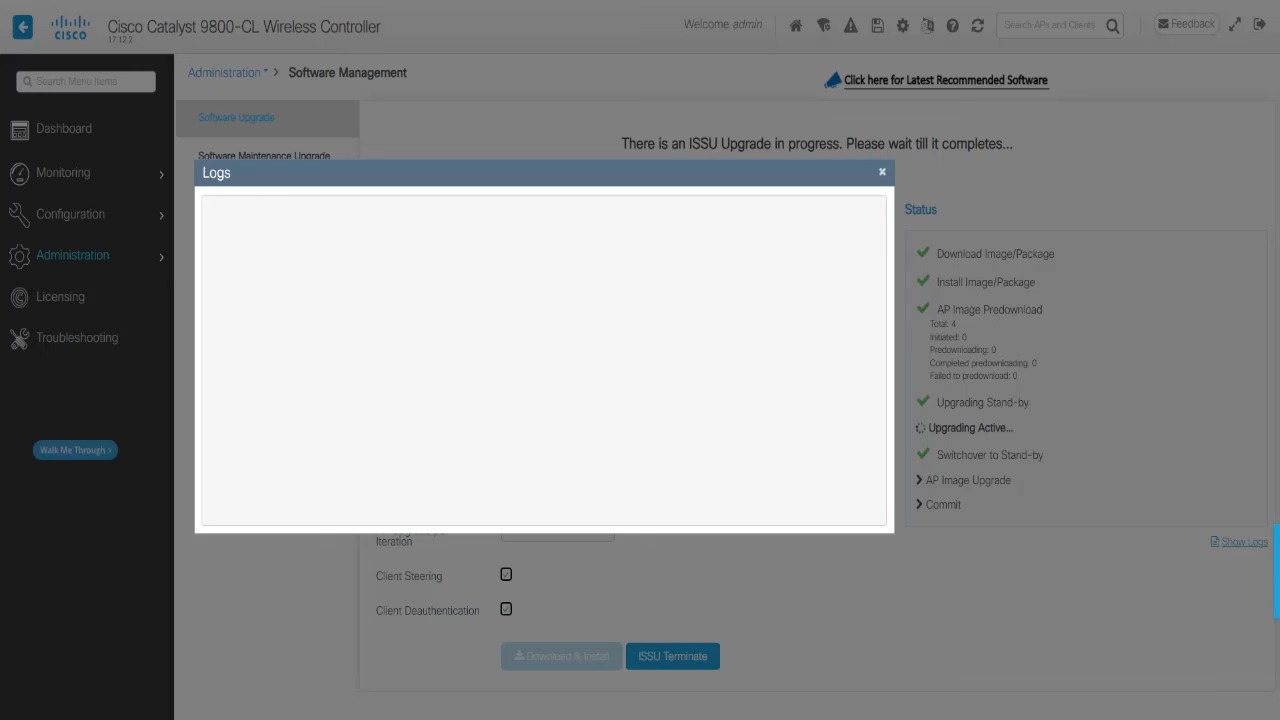 Cisco Catalyst 9800-CL Wireless Controller
17.12.2
Welcome admin
Search APs and Clients
Feedback
Search Menu Items
Dashboard
Monitoring
Configuration
Administration
Licensing
Troubleshooting
Walk Me Through >
Administration > Software Management
Click here for Latest Recommended Software
Software Upgrade
Software Maintenance Upgrade
There is an ISSU Upgrade in progress. Please wait till it completes...
Logs
Status
Download Image/Package
Install Image/Package
AP Image Predownload
Total: 4
Initiated: 0
Predownloading: 0
Completed predownloading: 0
Failed to predownload: 0
Upgrading Stand-by
Upgrading Active...
Switchover to Stand-by
AP Image Upgrade
Commit
Show Logs
Iteration
Client Steering
Client Deauthentication
Download & Install
ISSU Terminate